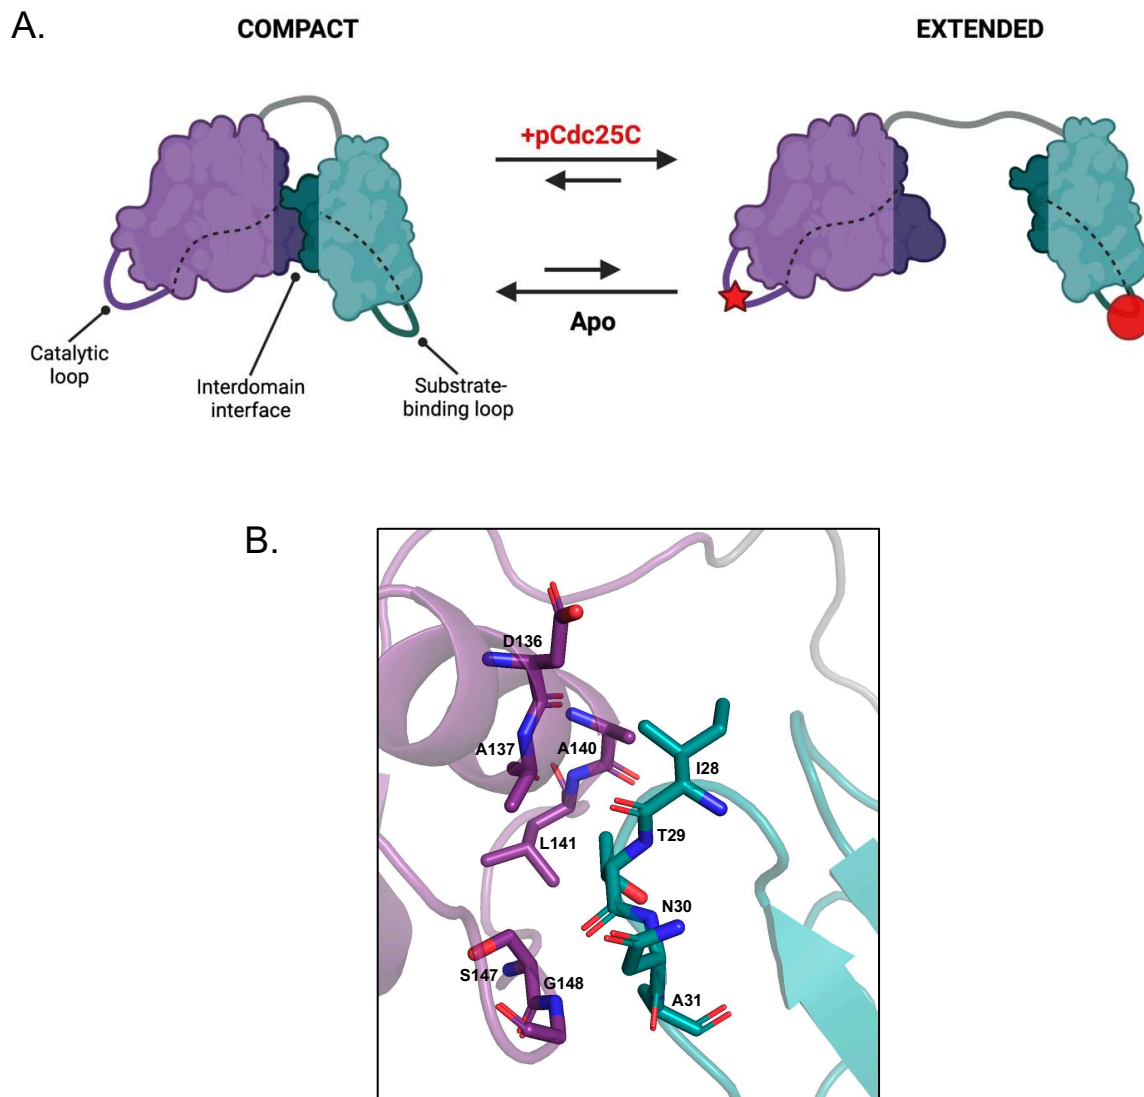 A.
COMPACT
EXTENDED
+pCdc25C
Apo
Catalytic
loop
Interdomain
interface
Substrate-
binding loop
B.
D136
A137
A140
I28
L141
T29
N30
S147
G148
A31